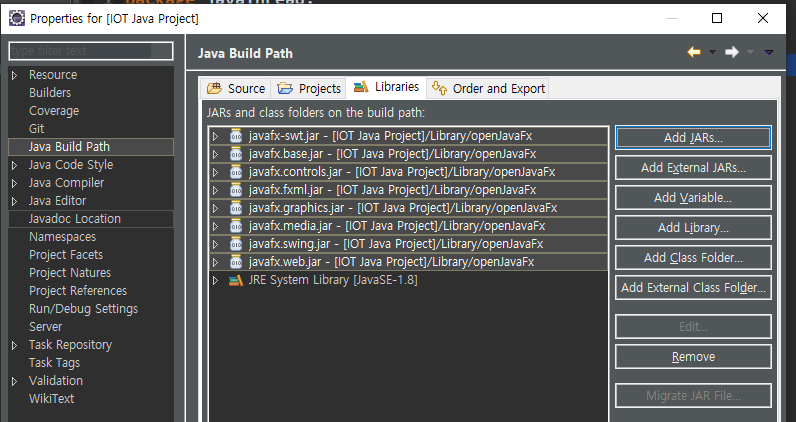 package javaThread;
Properties for [IOT Java Project]
type filter text
Resource
Builders
Coverage
Git
Java Build Path
Java Code Style
Java Compiler
Java Editor
Javadoc Location
Namespaces
Project Facets
Project Natures
Project References
Run/Debug Settings
Server
Task Repository
Task Tags
Validation
WikiText
Java Build Path
Source
Projects
Libraries
Order and Export
JARs and class folders on the build path:
javafx-swt.jar - [IOT Java Project]/Library/openJavaFx
javafx.base.jar - [IOT Java Project]/Library/openJavaFx
javafx.controls.jar - [IOT Java Project]/Library/openJavaFx
javafx.fxml.jar - [IOT Java Project]/Library/openJavaFx
javafx.graphics.jar - [IOT Java Project]/Library/openJavaFx
javafx.media.jar - [IOT Java Project]/Library/openJavaFx
javafx.swing.jar - [IOT Java Project]/Library/openJavaFx
javafx.web.jar - [IOT Java Project]/Library/openJavaFx
JRE System Library [JavaSE-1.8]
Add JARs...
Add External JARs...
Add Variable...
Add Library...
Add Class Folder...
Add External Class Folder...
Edit...
Remove
Migrate JAR File...